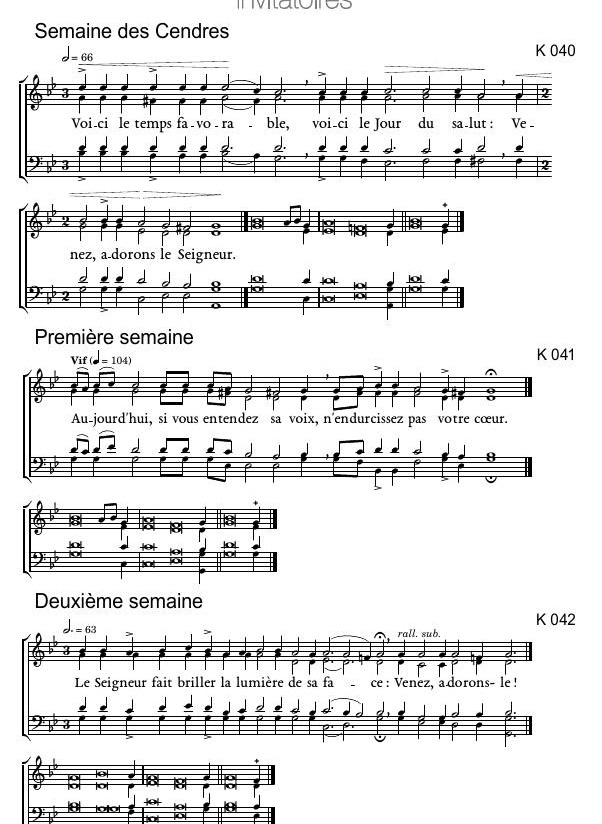 invitatoires
Semaine des Cendres
K 040
= 66
Voi-ci le temps fa-vo-ra-ble, voi-ci le Jour du sa-lut: Ve-
nez, a-dorons le Seigneur.
Première semaine
K 041
Vif (♩ = 104)
Au-jourd'hui, si vous entendez sa voix, n'endurcissez pas votre cœur.
Deuxième semaine
K 042
= 63
rall. sub.
Le Seigneur fait briller la lumière de sa fa - ce: Venez, adorons-le!